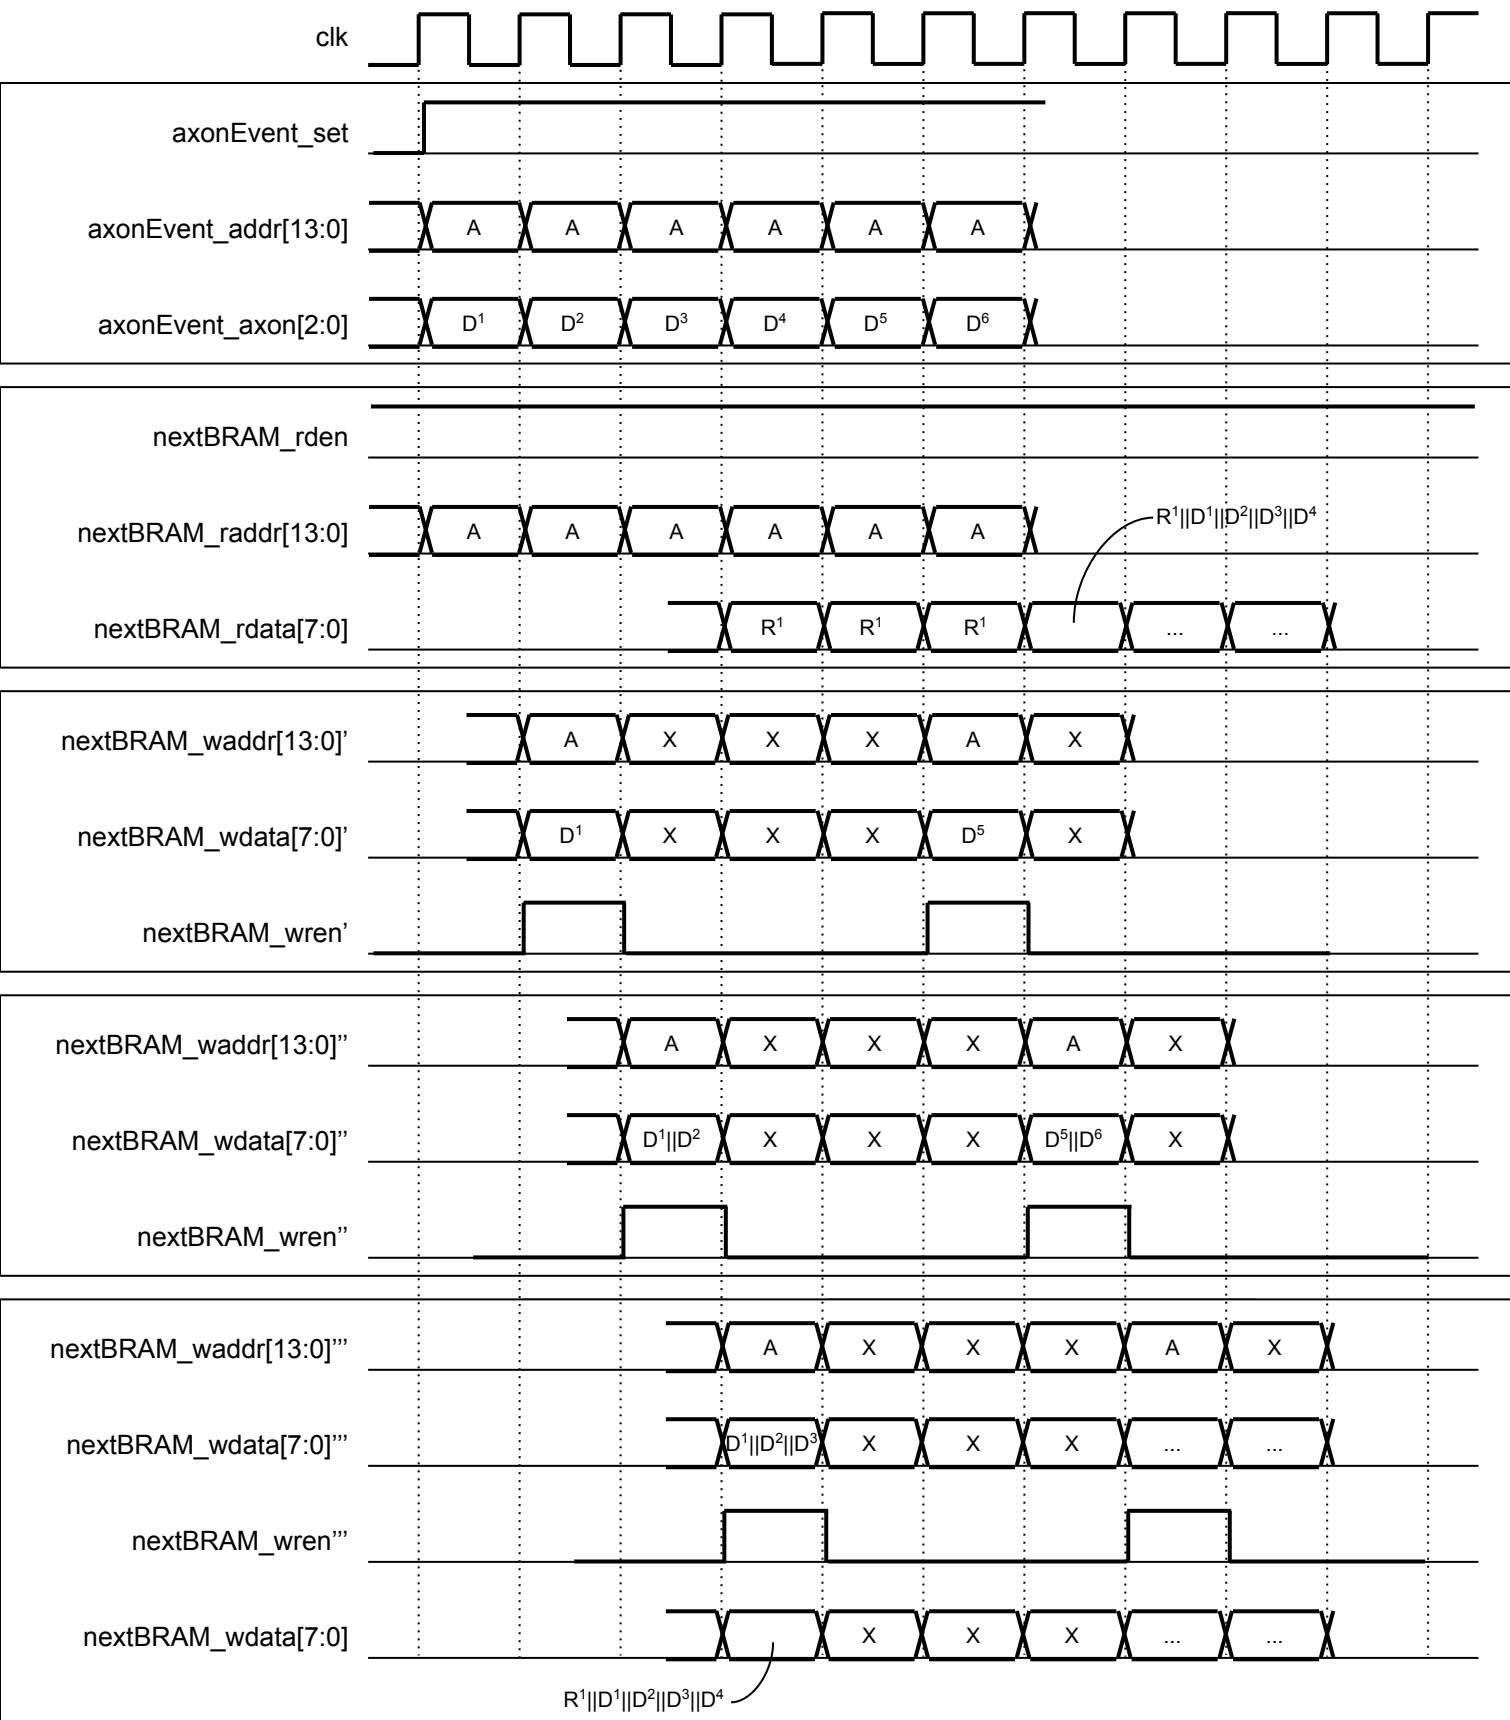 clk
axonEvent_set
axonEvent_addr[13:0] A A A A A A
axonEvent_axon[2:0] D¹ D² D³ D⁴ D⁵ D⁶
nextBRAM_rden
R¹||D¹||D²||D³||D⁴
nextBRAM_raddr[13:0] A A A A A A
nextBRAM_rdata[7:0] R¹ R¹ R¹ ... ...
nextBRAM_waddr[13:0]’ A X X X A X
nextBRAM_wdata[7:0]’ D¹ X X X D⁵ X
nextBRAM_wren’
nextBRAM_waddr[13:0]’’ A X X X A X
nextBRAM_wdata[7:0]’’ D¹||D² X X X D⁵||D⁶ X
nextBRAM_wren’’
nextBRAM_waddr[13:0]’’’ A X X X A X
nextBRAM_wdata[7:0]’’’ D¹||D²||D³ X X X ... ...
nextBRAM_wren’’’
nextBRAM_wdata[7:0] X X X ... ...
R¹||D¹||D²||D³||D⁴